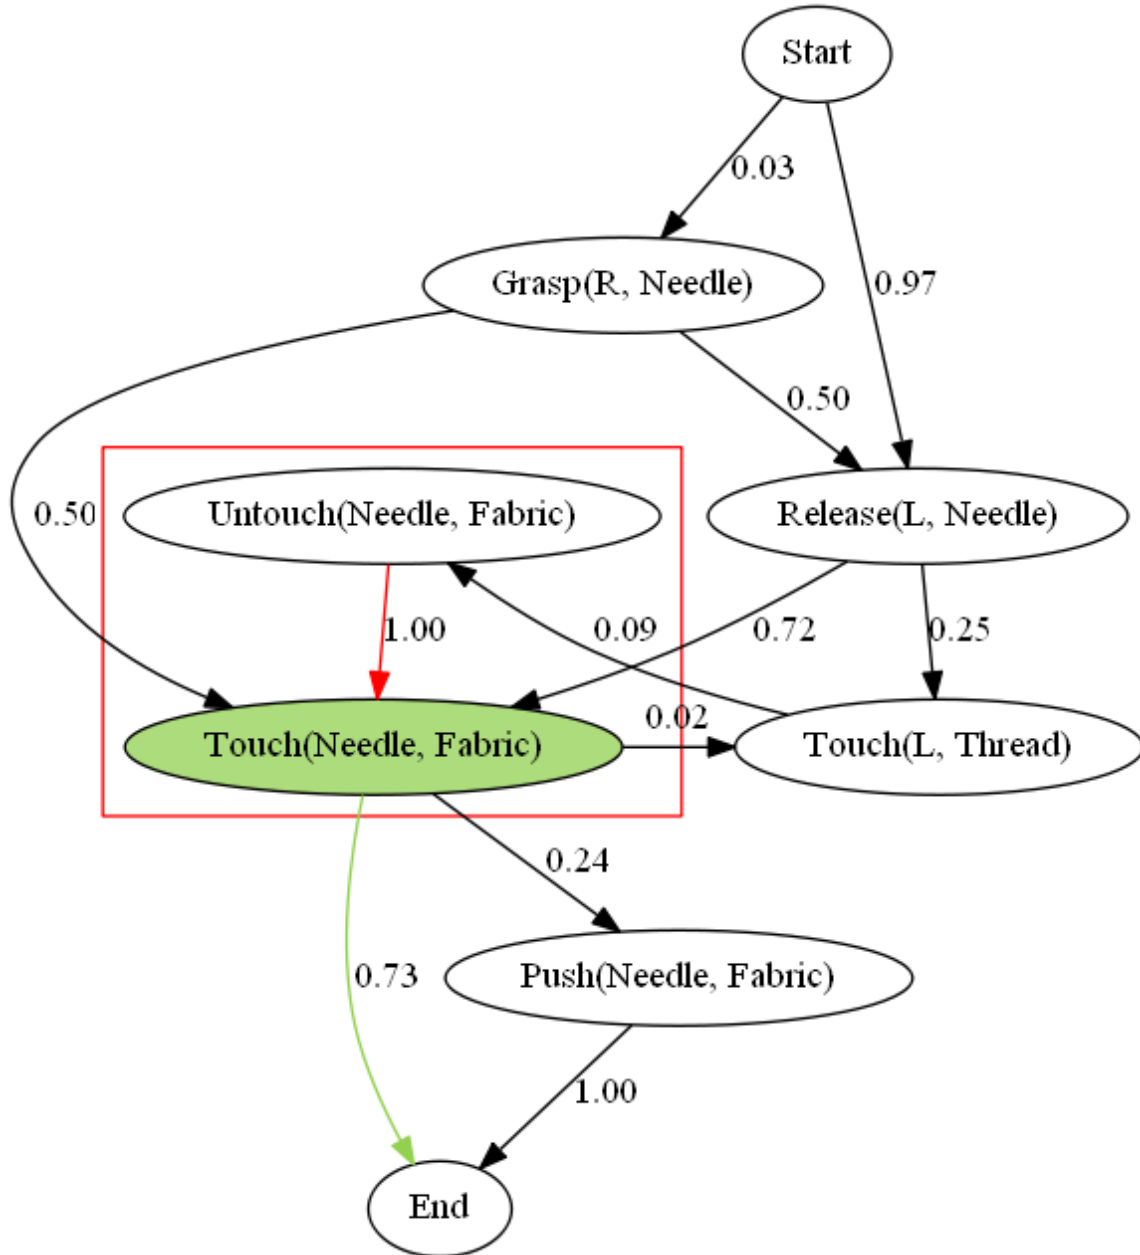 Start
0.03
Grasp(R, Needle)
0.97
0.50
0.50
Untouch(Needle, Fabric)
Release(L, Needle)
1.00
0.09
0.72
0.25
0.02
Touch(Needle, Fabric)
Touch(L, Thread)
0.24
0.73
Push(Needle, Fabric)
1.00
End